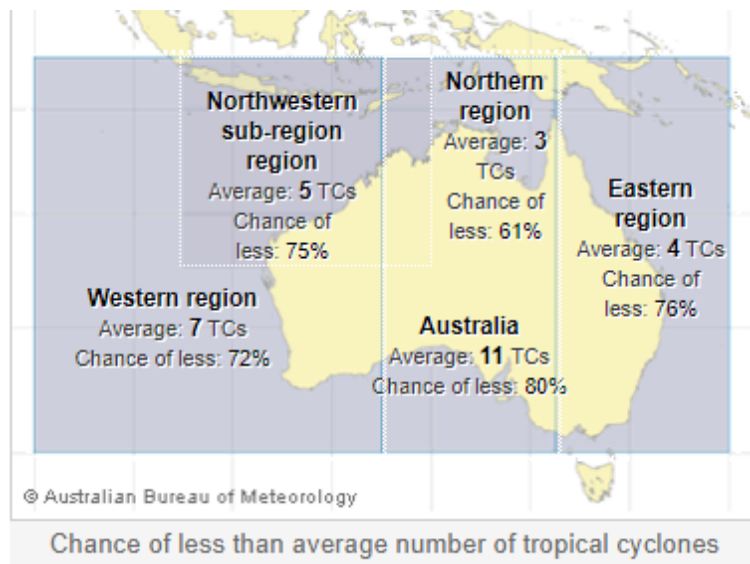 Northwestern
sub-region
region
Average: 5 TCs
Chance of
less: 75%
Northern
region
Average: 3
TCs
Chance of
less: 61%
Eastern
region
Average: 4 TCs
Chance of
less: 76%
Western region
Average: 7 TCs
Chance of less: 72%
Australia
Average: 11 TCs
Chance of less: 80%
© Australian Bureau of Meteorology
Chance of less than average number of tropical cyclones